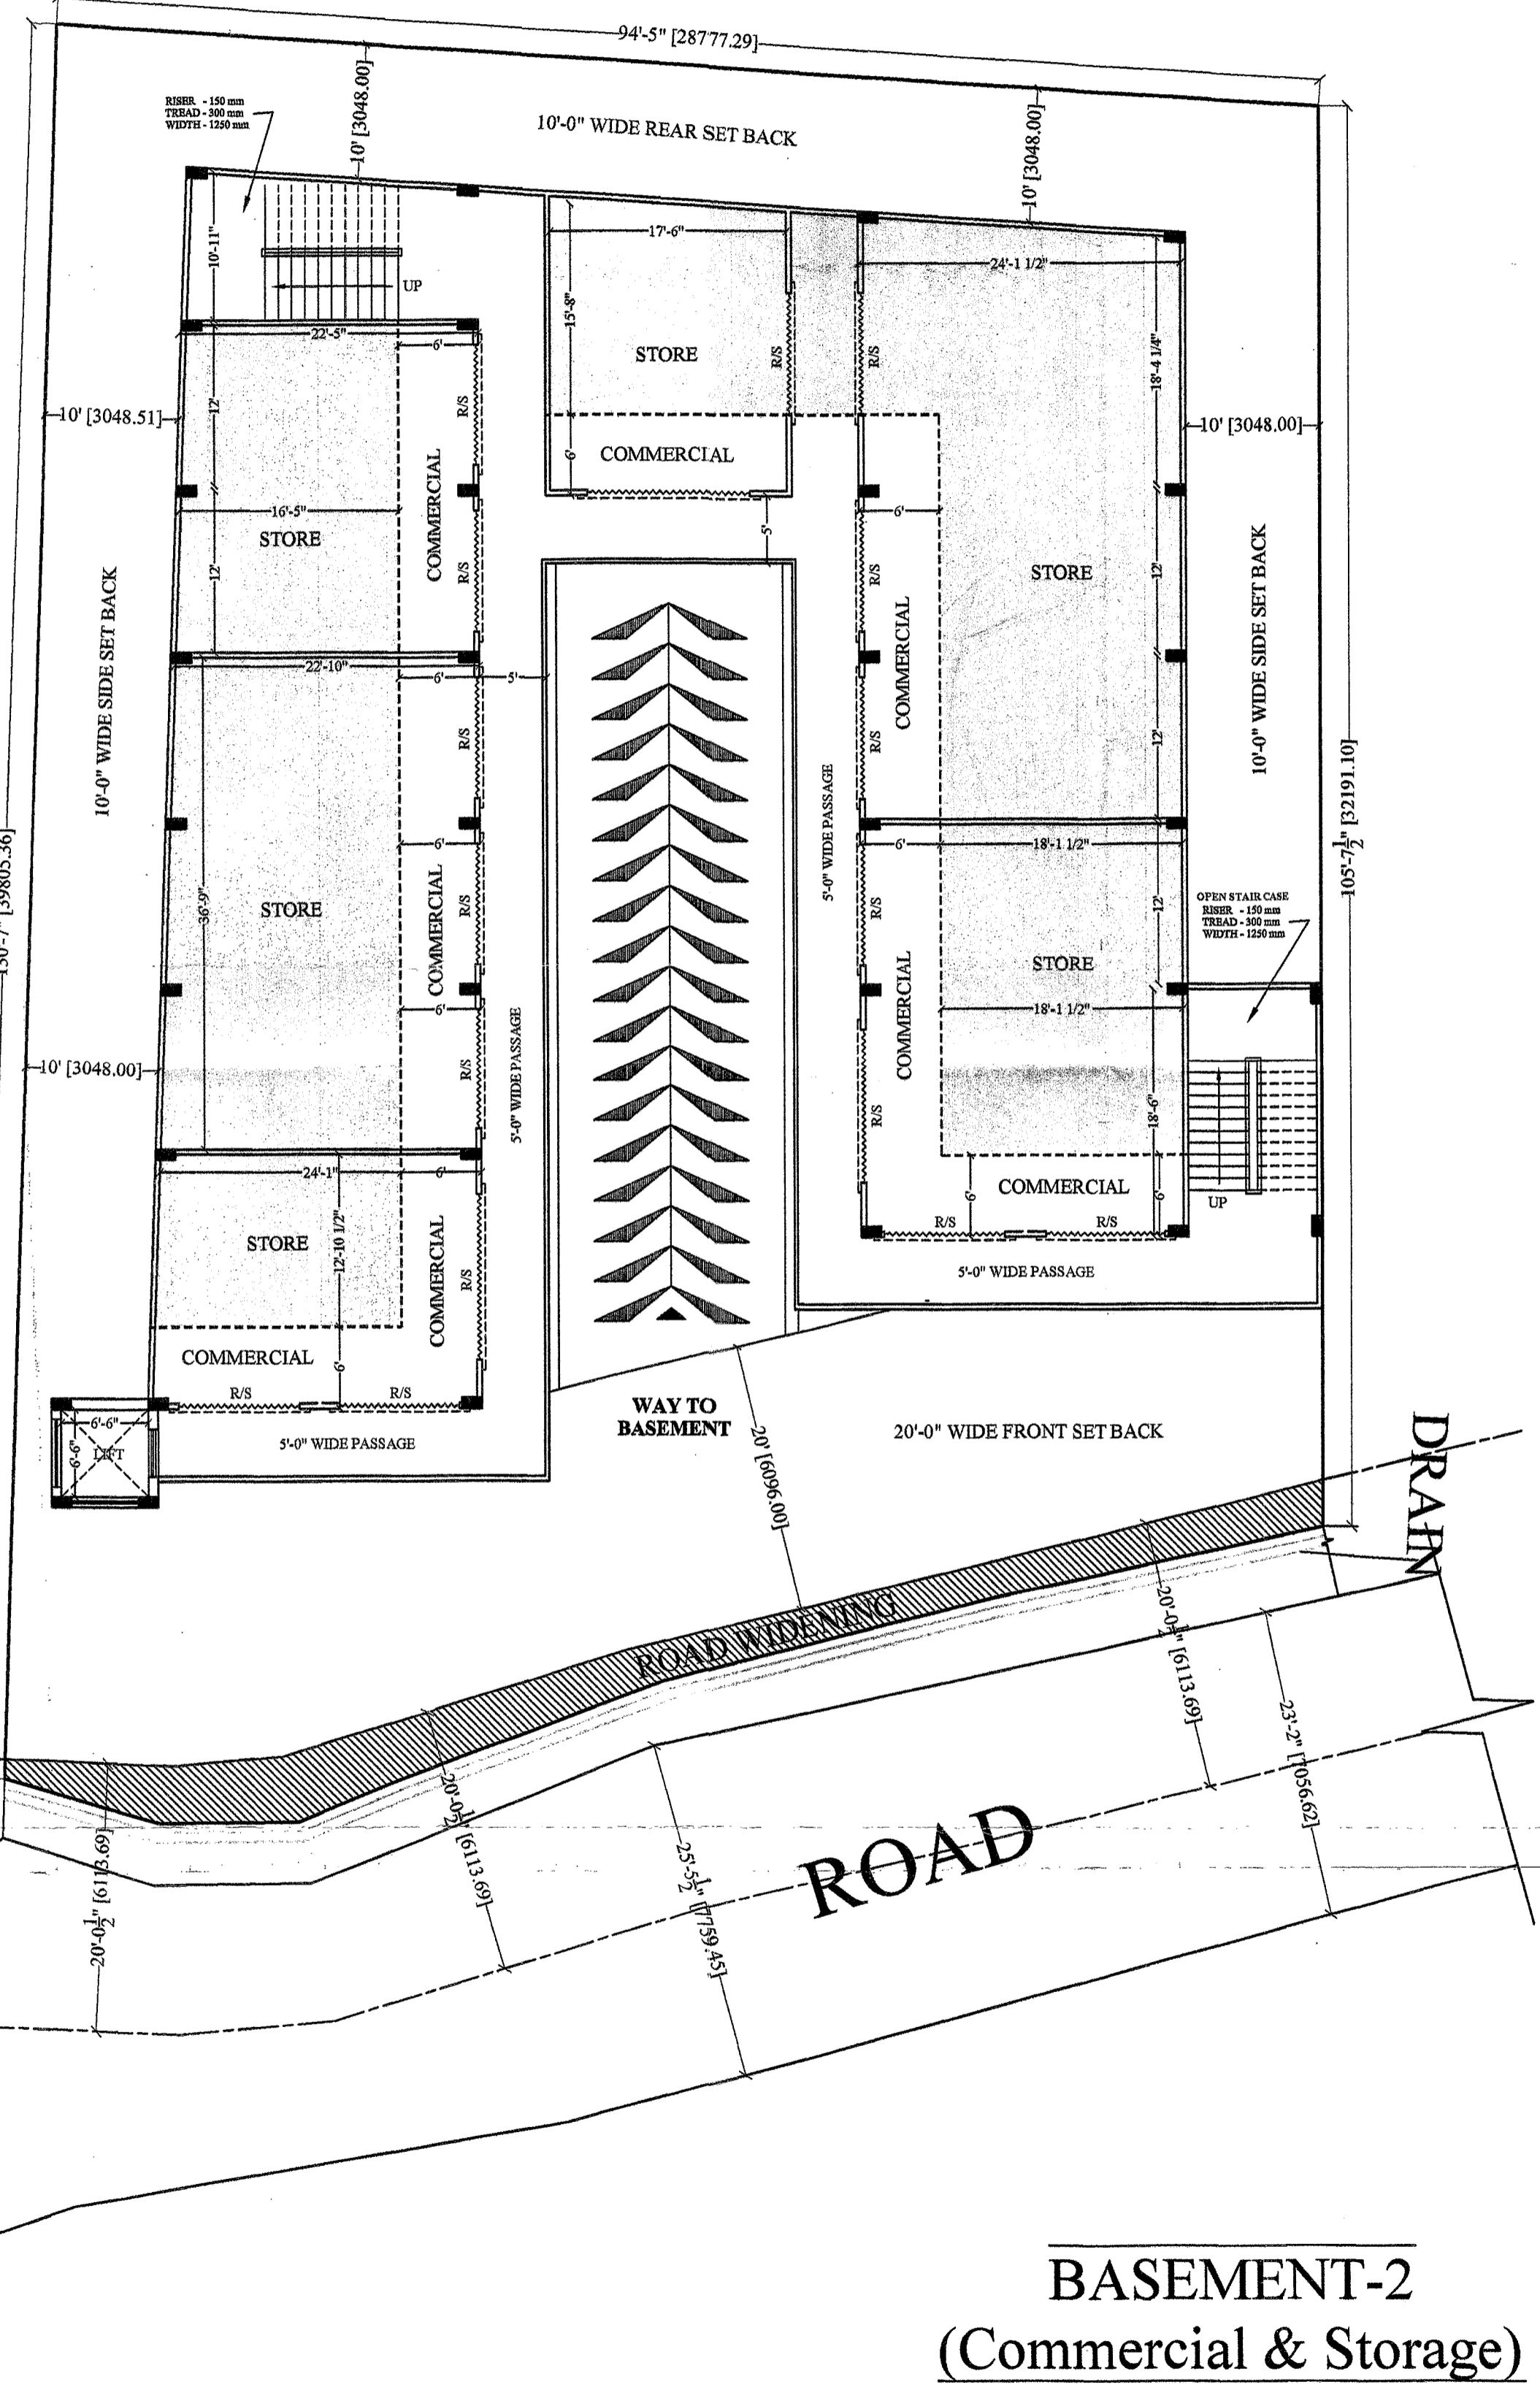 94'-5" [28777.29]
RISER - 150 mm
TREAD - 300 mm
WIDTH - 1250 mm
10' [3048.00]
10'-0" WIDE REAR SET BACK
10' [3048.00]
10'-11"
UP
17'-6"
15'-8"
STORE
R/S
R/S
24'-1 1/2"
18'-4 1/4"
22'-5"
6'
12'
R/S
10' [3048.51]
10' [3048.00]
6'
COMMERCIAL
COMMERCIAL
16'-5"
STORE
12'
R/S
5'
6'
R/S
STORE
12'
10'-0" WIDE SIDE SET BACK
10'-0" WIDE SIDE SET BACK
22'-10"
6'
5'
R/S
COMMERCIAL
R/S
12'
5'-0" WIDE PASSAGE
105'-7 1/2" [32191.10]
[39805.36]
6'
6'
18'-1 1/2"
36'-9"
STORE
COMMERCIAL
R/S
R/S
12'
OPEN STAIR CASE
RISER - 150 mm
TREAD - 300 mm
WIDTH - 1250 mm
STORE
COMMERCIAL
6'
18'-1 1/2"
10' [3048.00]
R/S
5'-0" WIDE PASSAGE
R/S
18'-6"
24'-1"
6'
6'
COMMERCIAL
6'
UP
STORE
12'-10 1/2"
COMMERCIAL
R/S
R/S
R/S
5'-0" WIDE PASSAGE
COMMERCIAL
6'
R/S
R/S
6'-6"
6'-6"
LIFT
5'-0" WIDE PASSAGE
WAY TO
BASEMENT
20' [6096.00]
20'-0" WIDE FRONT SET BACK
DRAIN
ROAD WIDENING
20'-0 1/2" [6113.69]
23'-2" [7056.62]
20'-0 1/2" [6113.69]
20'-0 1/2" [6113.69]
25'-5 1/2" [7759.45]
ROAD
BASEMENT-2
(Commercial & Storage)